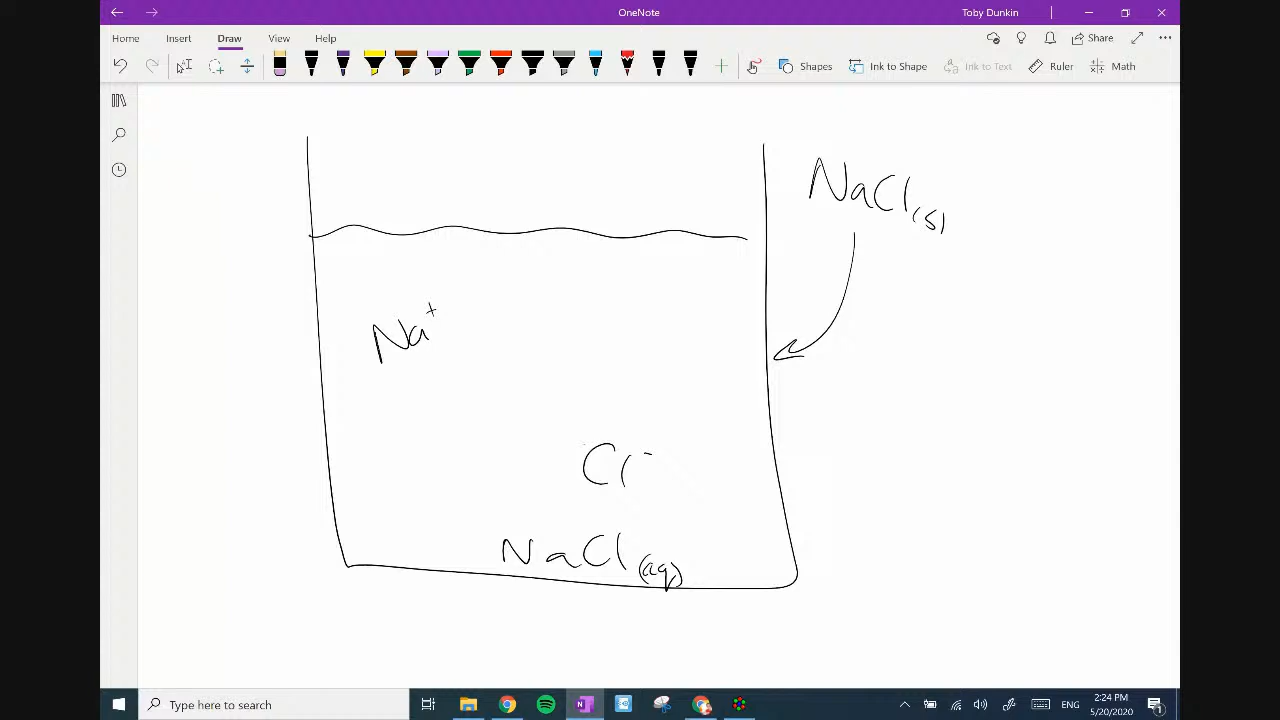 OneNote
Toby Dunkin
Home Insert Draw View Help
Share
Shapes Ink to Shape Ink to Text Ruler Math
NaCl(s)
Na+
Cl-
NaCl(aq)
Type here to search
ENG
2:24 PM
5/20/2020
1